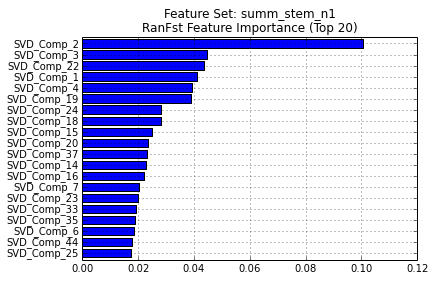 Feature Set: summ_stem_n1
RanFst Feature Importance (Top 20)
SVD_Comp_2
SVD_Comp_3
SVD_Comp_22
SVD_Comp_1
SVD_Comp_4
SVD_Comp_19
SVD_Comp_24
SVD_Comp_18
SVD_Comp_15
SVD_Comp_20
SVD_Comp_37
SVD_Comp_14
SVD_Comp_16
SVD_Comp_7
SVD_Comp_23
SVD_Comp_33
SVD_Comp_35
SVD_Comp_6
SVD_Comp_44
SVD_Comp_25
0.00 0.02 0.04 0.06 0.08 0.10 0.12